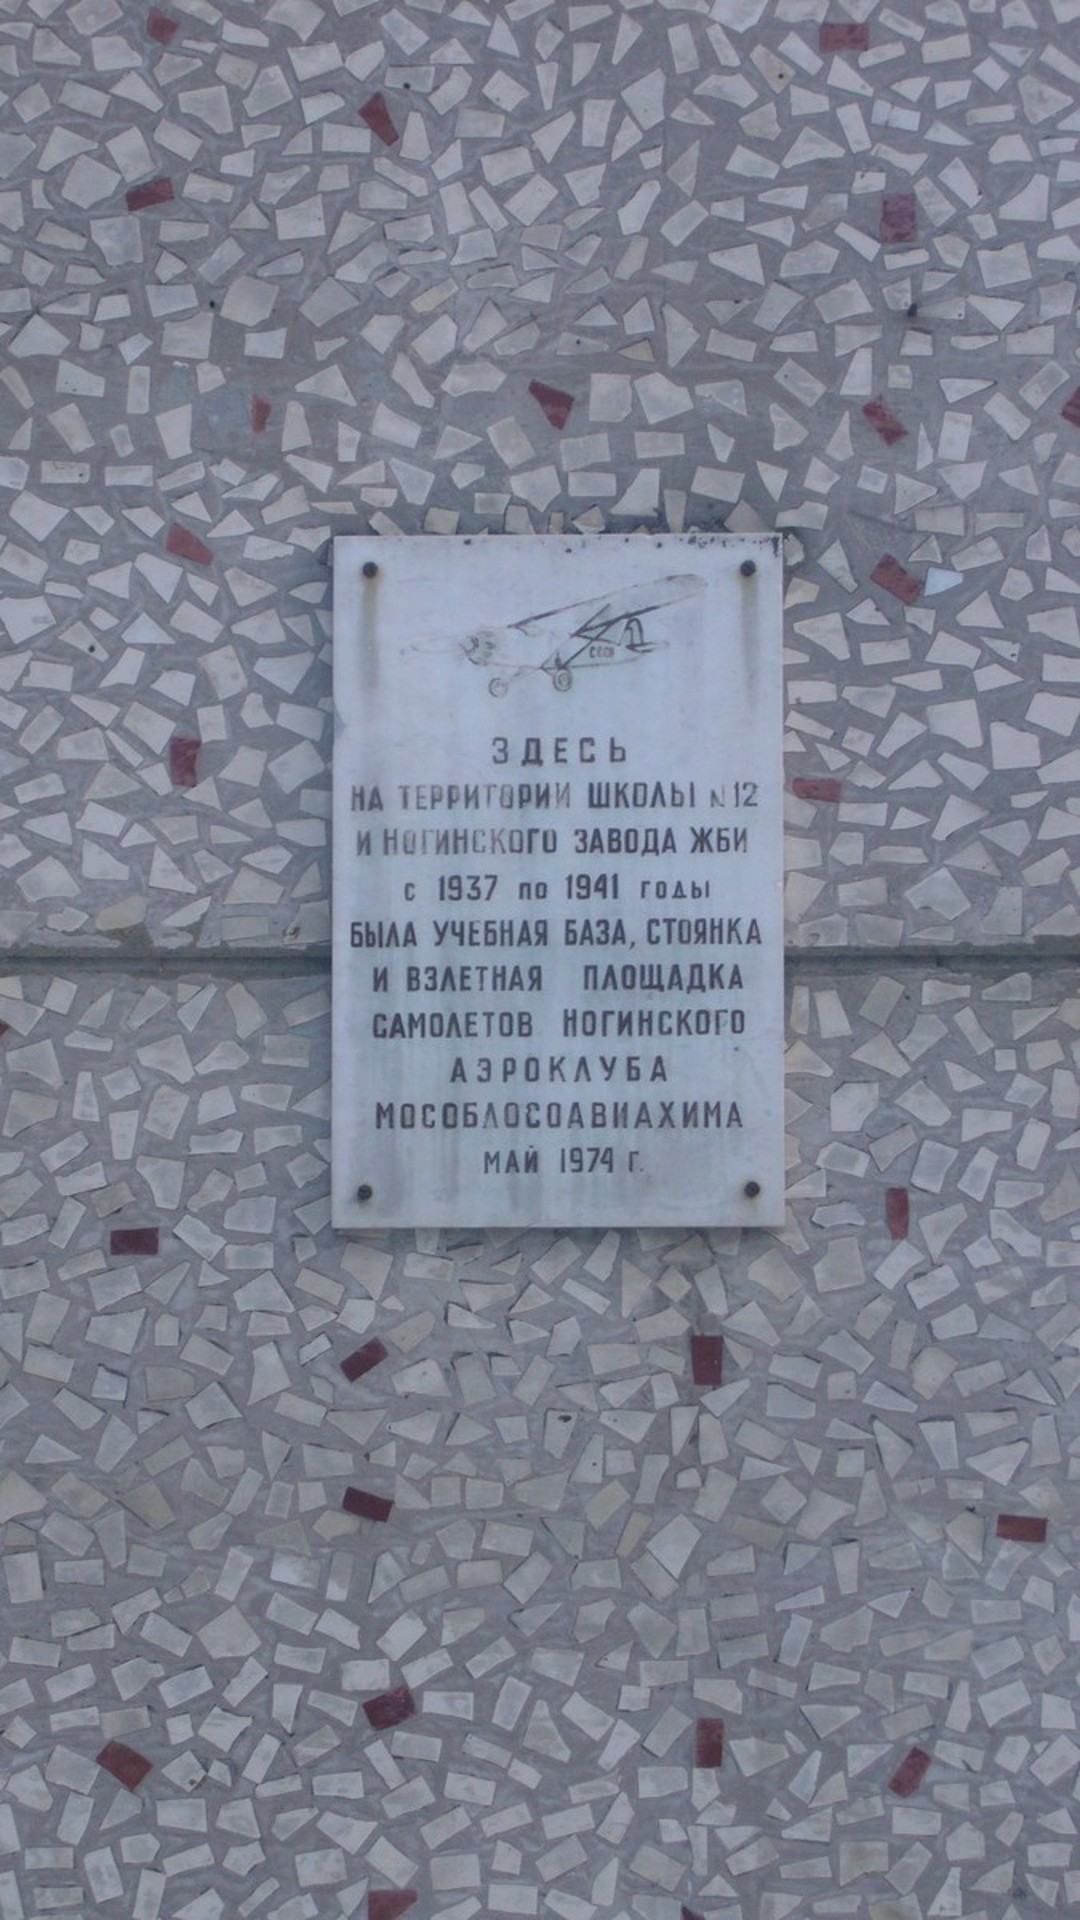 СССР
ЗДЕСЬ
НА ТЕРРИТОРИИ ШКОЛЫ №12
И НОГИНСКОГО ЗАВОДА ЖБИ
с 1937 по 1941 годы
БЫЛА УЧЕБНАЯ БАЗА, СТОЯНКА
И ВЗЛЕТНАЯ ПЛОЩАДКА
САМОЛЕТОВ НОГИНСКОГО
АЭРОКЛУБА
МОСОБЛОСОАВИАХИМА
МАЙ 1974 г.